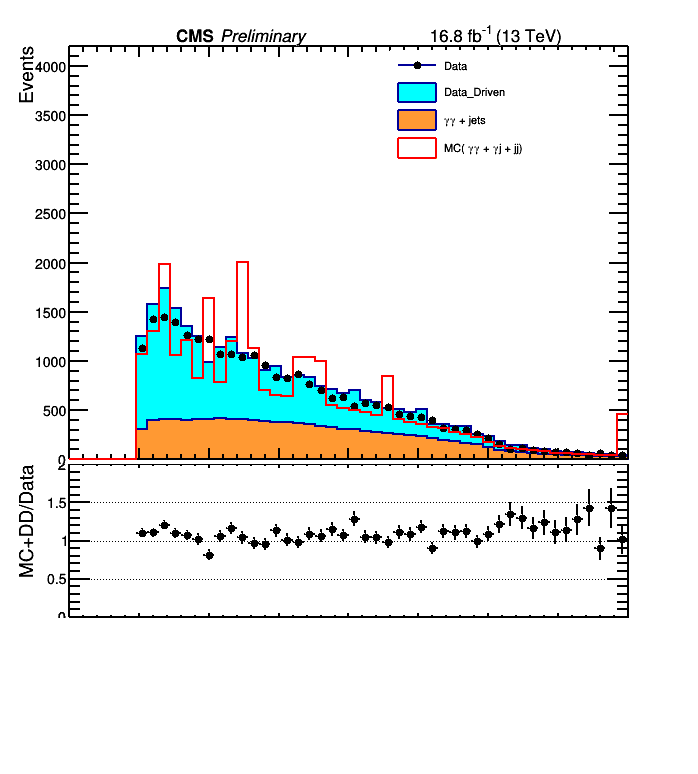 CMS Preliminary 16.8 fb-1 (13 TeV)
Events
4000
3500
3000
2500
2000
1500
1000
500
0
Data
Data_Driven
γγ + jets
MC( γγ + γj + jj)
MC+DD/Data
2
1.5
1
0.5
0